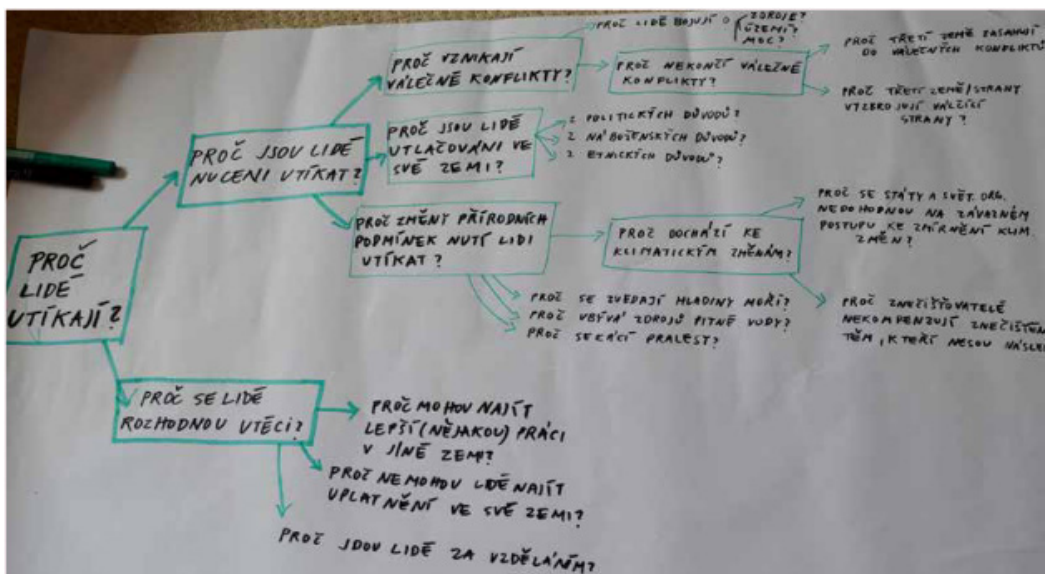 PROČ
LIDÉ
UTÍKAJÍ?
PROČ JSOU LIDÉ
NUCENI UTÍKAT?
PROČ VZNIKAJÍ
VÁLEČNÉ KONFLIKTY?
PROČ LIDÉ BOJUJÍ O
ZDROJE?
ÚZEMÍ?
MOC?
PROČ NEKONČÍ VÁLEČNÉ
KONFLIKTY?
PROČ TŘETÍ ZEMĚ ZASAHUJÍ
DO VÁLEČNÝCH KONFLIKTŮ
PROČ TŘETÍ ZEMĚ/STRANY
VYZBROJUJÍ VÁLČÍCÍ
STRANY?
PROČ JSOU LIDÉ
UTLAČOVÁNI VE
SVÉ ZEMI?
Z POLITICKÝCH DŮVODŮ?
Z NÁBOŽENSKÝCH DŮVODŮ?
Z ETNICKÝCH DŮVODŮ?
PROČ ZMĚNY PŘÍRODNÍCH
PODMÍNEK NUTÍ LIDI
UTÍKAT?
PROČ DOCHÁZÍ KE
KLIMATICKÝM ZMĚNÁM?
PROČ SE STÁTY A SVĚT. ORG.
NEDOHODNOU NA ZÁVAZNÉM
POSTUPU KE ZMÍRNĚNÍ KLIM.
ZMĚN?
PROČ ZNEČIŠŤOVATELÉ
NEKOMPENZUJÍ ZNEČIŠTĚN
TĚM, KTEŘÍ NESOU NÁSLED
PROČ SE ZVEDAJÍ HLADINY MOŘÍ?
PROČ UBÝVÁ ZDROJŮ PITNÉ VODY?
PROČ SE KÁCÍ PRALESY?
PROČ SE LIDÉ
ROZHODNOU UTÉCI?
PROČ MOHOU NAJÍT
LEPŠÍ (NĚJAKOU) PRÁCI
V JINÉ ZEMI?
PROČ NEMOHOU LIDÉ NAJÍT
UPLATNĚNÍ VE SVÉ ZEMI?
PROČ JDOU LIDÉ ZA VZDĚLÁNÍM?